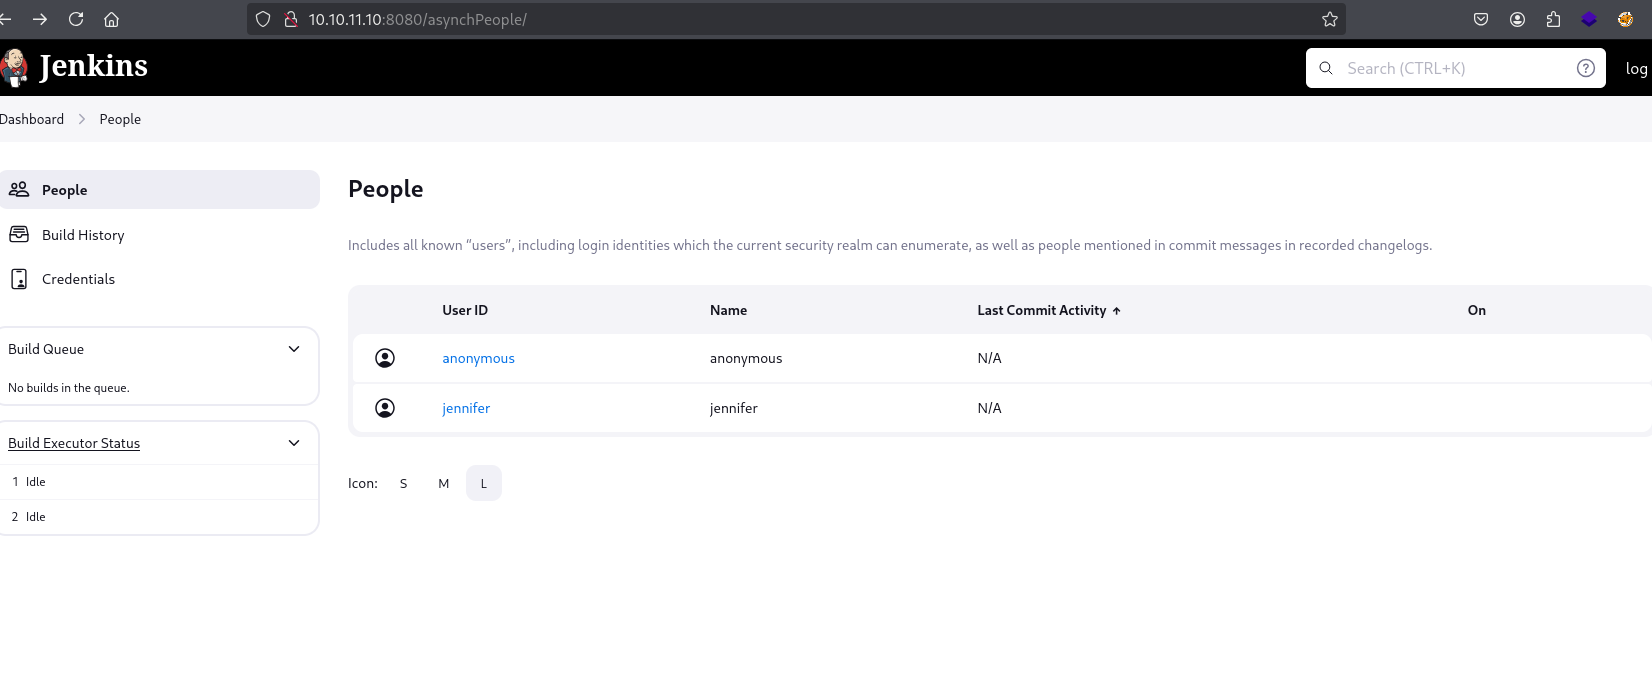 10.10.11.10:8080/asynchPeople/
Jenkins
Search (CTRL+K)
log
Dashboard > People
People
Build History
Credentials
Build Queue
No builds in the queue.
Build Executor Status
1 Idle
2 Idle
People
Includes all known “users”, including login identities which the current security realm can enumerate, as well as people mentioned in commit messages in recorded changelogs.
User ID Name Last Commit Activity ↑ On
anonymous anonymous N/A
jennifer jennifer N/A
Icon: S M L